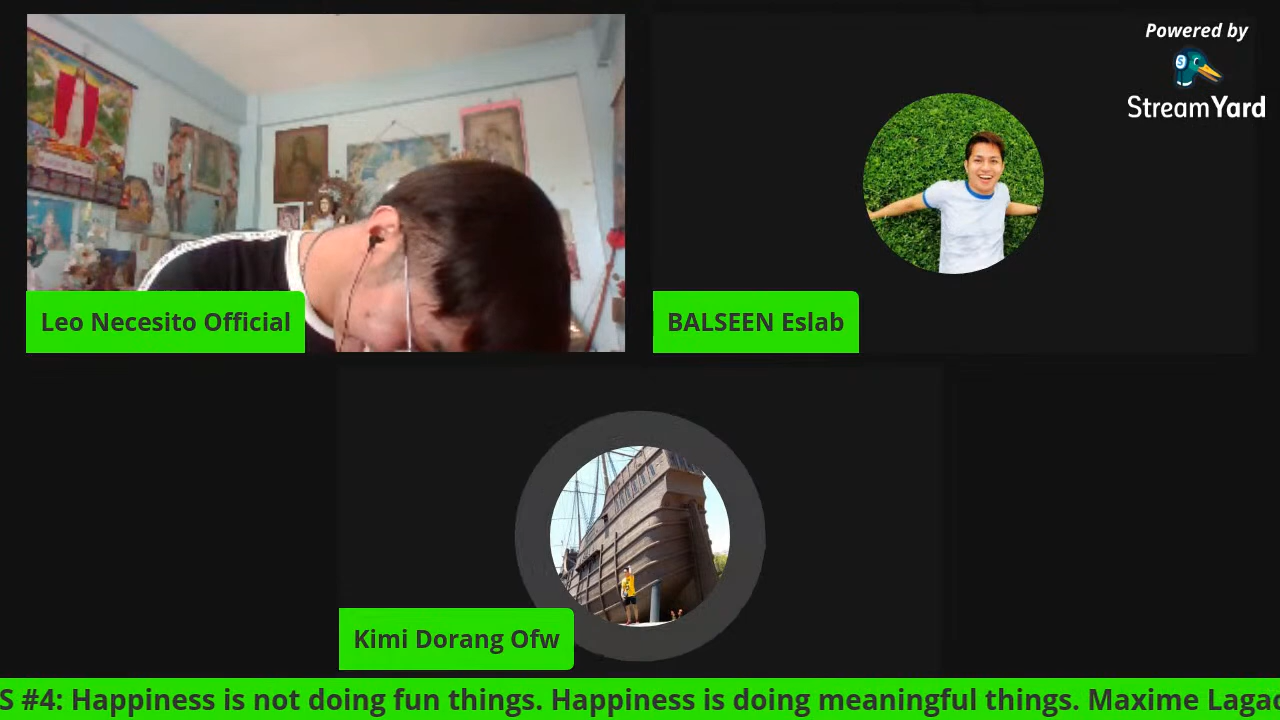 Powered by
StreamYard
Leo Necesito Official
BALSEEN Eslab
Kimi Dorang Ofw
S #4: Happiness is not doing fun things. Happiness is doing meaningful things. Maxime Lagac